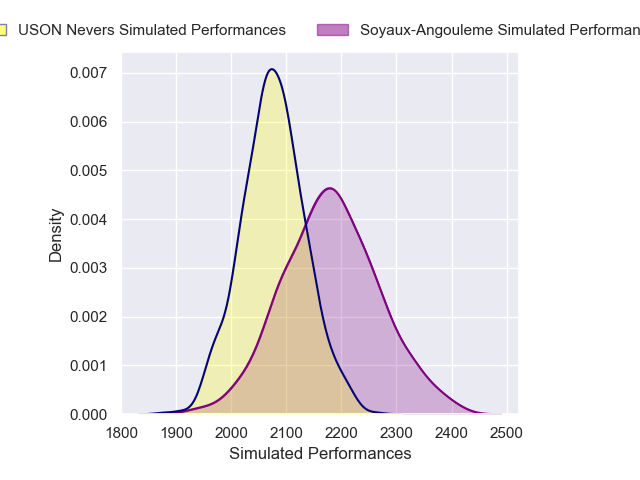 USON Nevers Simulated Performances Soyaux-Angouleme Simulated Performan
0.007
0.006
0.005
0.004
0.003
0.002
0.001
0.000
Density
1800 1900 2000 2100 2200 2300 2400 2500
Simulated Performances